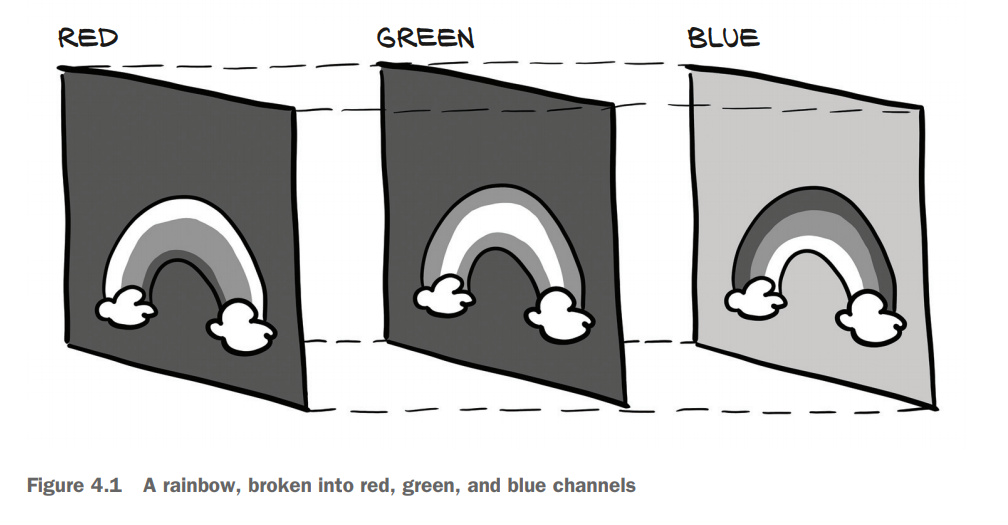 RED GREEN BLUE
Figure 4.1 A rainbow, broken into red, green, and blue channels